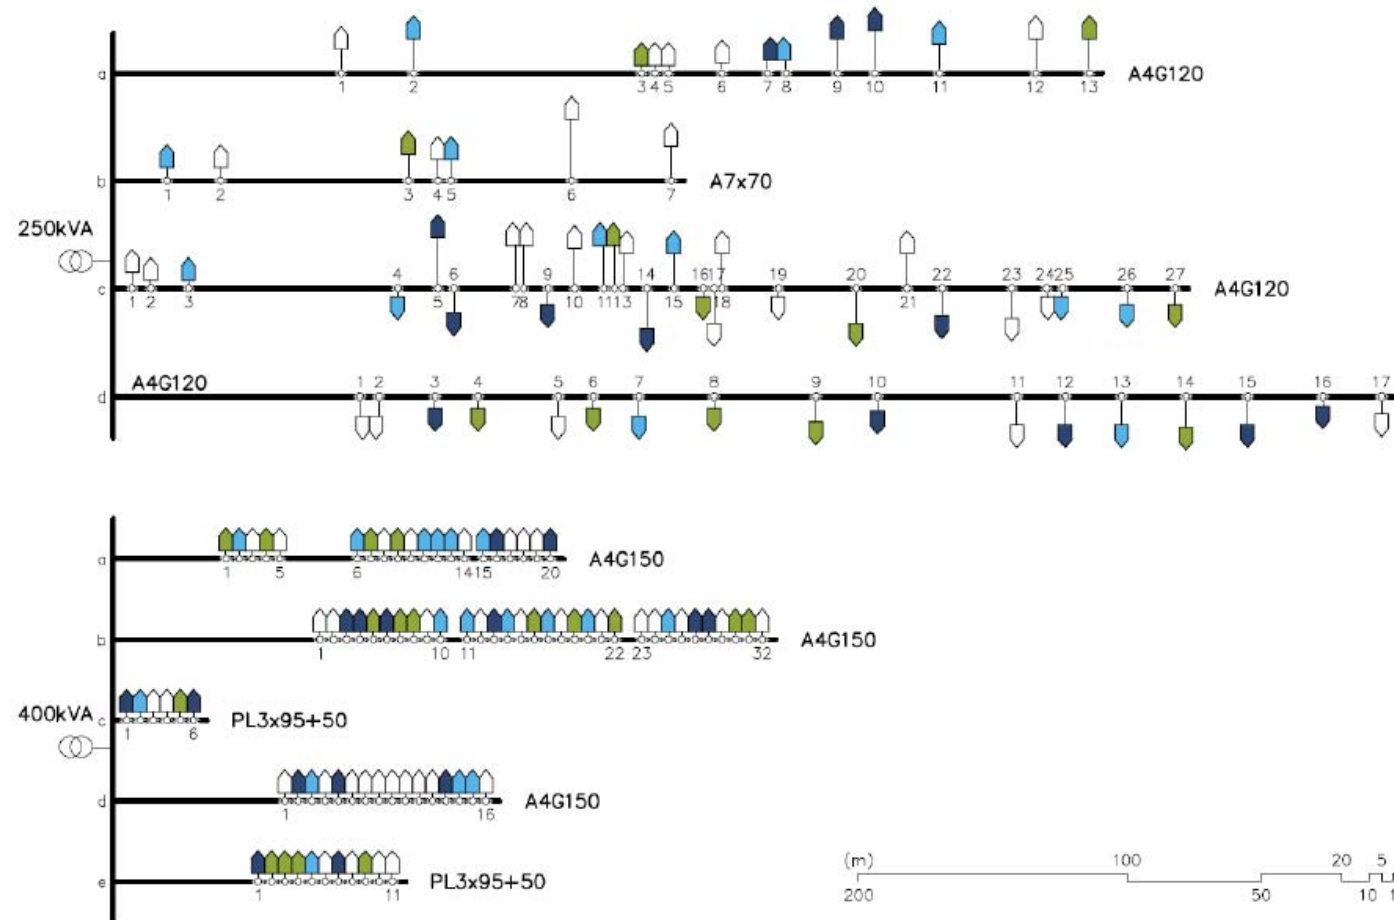 a 1 2 3 4 5 6 7 8 9 10 11 12 13 A4G120
b 1 2 3 4 5 6 7 A7x70
250kVA
4 6 9 14 16 17 19 20 22 23 24 25 26 27
c A4G120
1 2 3 5 7 8 10 11 1 13 15 18 21
A4G120 1 2 3 4 5 6 7 8 9 10 11 12 13 14 15 16 17
d
a A4G150
1 5 6 14 15 20
b A4G150
1 10 11 22 23 32
400kVA c PL3x95+50
1 6
d A4G150
1 16
e PL3x95+50
1 11
(m) 100 20 5
200 50 10 1